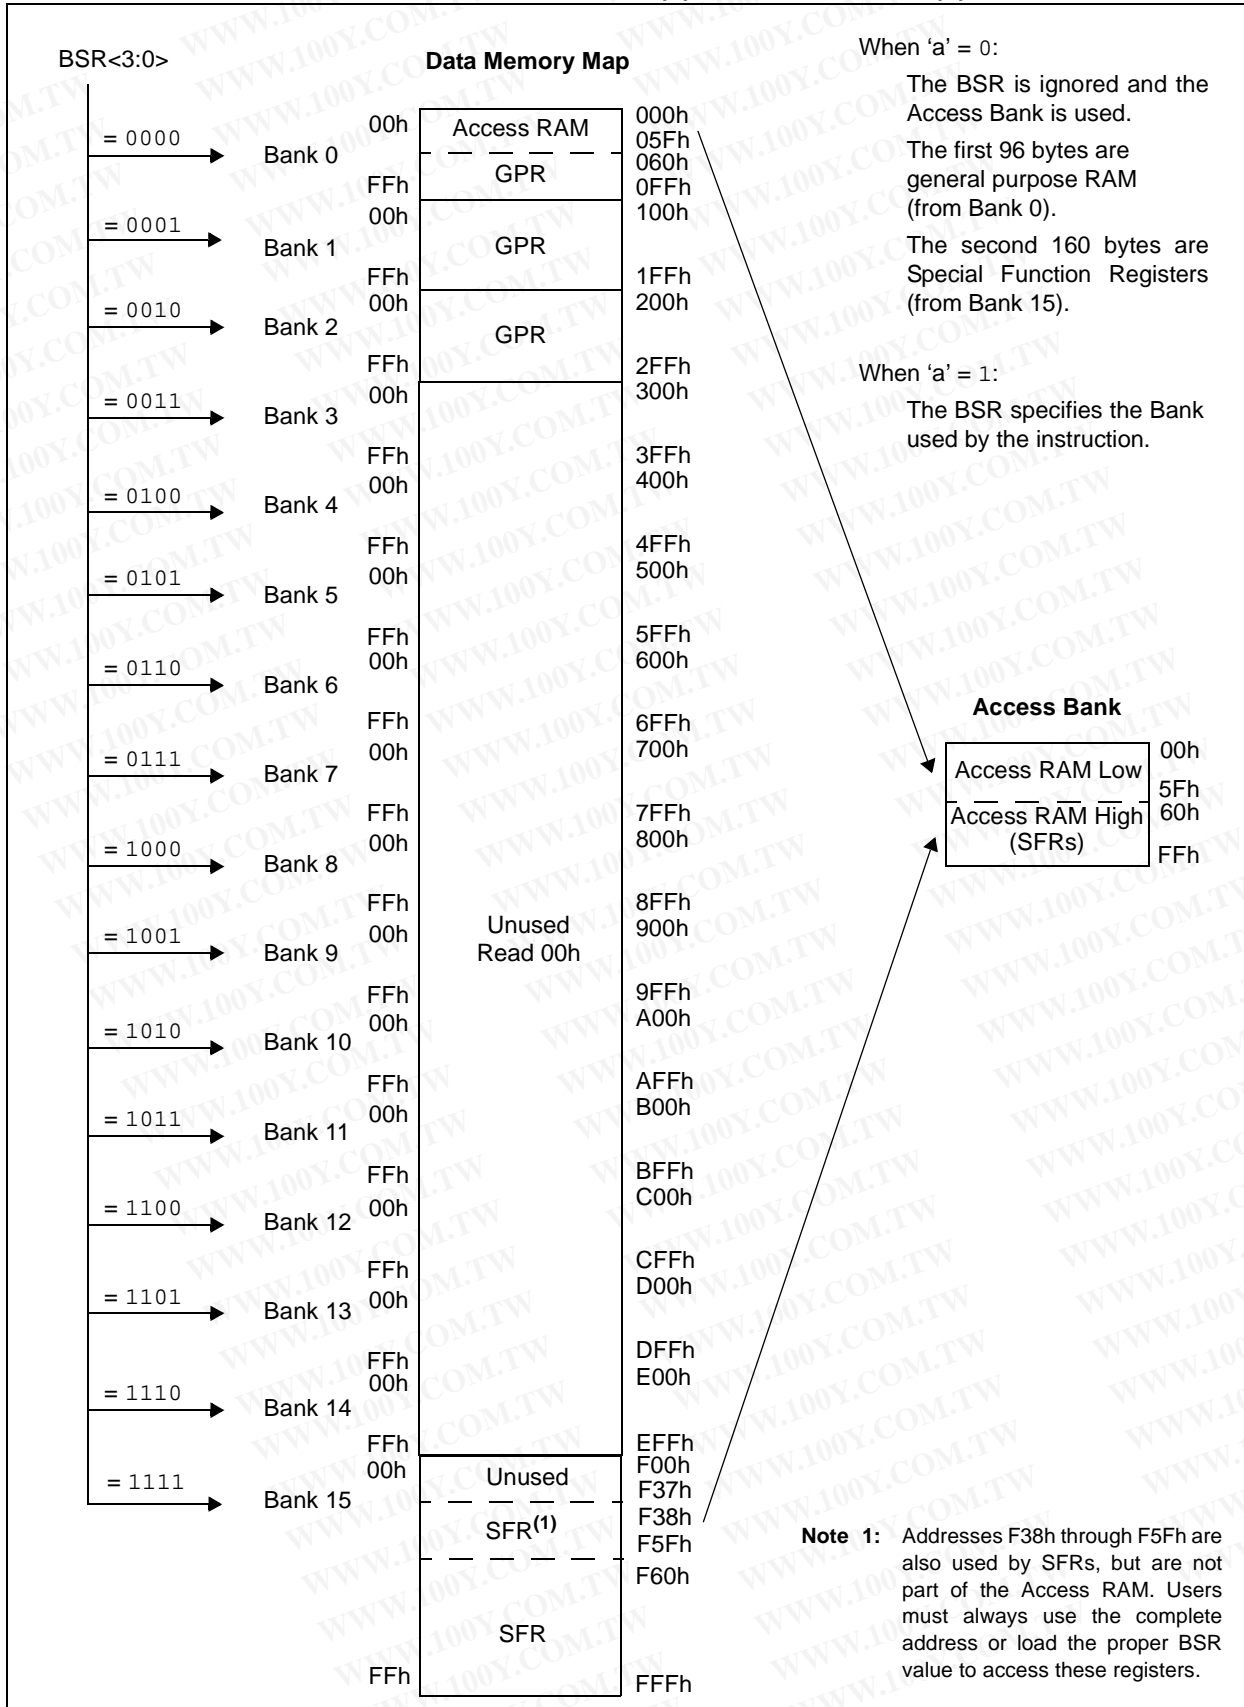 BSR<3:0>
Data Memory Map
When ‘a’ = 0:
The BSR is ignored and the
Access Bank is used.
The first 96 bytes are
general purpose RAM
(from Bank 0).
The second 160 bytes are
Special Function Registers
(from Bank 15).
When ‘a’ = 1:
The BSR specifies the Bank
used by the instruction.
= 0000
Bank 0
00h
Access RAM
000h
05Fh
060h
GPR
FFh
0FFh
= 0001
Bank 1
00h
GPR
100h
FFh
1FFh
= 0010
Bank 2
00h
GPR
200h
FFh
2FFh
= 0011
Bank 3
00h
300h
FFh
3FFh
= 0100
Bank 4
00h
400h
FFh
4FFh
= 0101
Bank 5
00h
500h
FFh
5FFh
= 0110
Bank 6
00h
600h
FFh
6FFh
= 0111
Bank 7
00h
700h
FFh
7FFh
= 1000
Bank 8
00h
800h
FFh
8FFh
= 1001
Bank 9
00h
Unused
Read 00h
900h
FFh
9FFh
= 1010
Bank 10
00h
A00h
FFh
AFFh
= 1011
Bank 11
00h
B00h
FFh
BFFh
= 1100
Bank 12
00h
C00h
FFh
CFFh
= 1101
Bank 13
00h
D00h
FFh
DFFh
= 1110
Bank 14
00h
E00h
FFh
EFFh
= 1111
Bank 15
00h
Unused
F00h
F37h
SFR(1)
F38h
F5Fh
F60h
SFR
FFh
FFFh
Access Bank
Access RAM Low
00h
5Fh
Access RAM High
(SFRs)
60h
FFh
Note 1: Addresses F38h through F5Fh are
also used by SFRs, but are not
part of the Access RAM. Users
must always use the complete
address or load the proper BSR
value to access these registers.
WWW.100Y.COM.TW